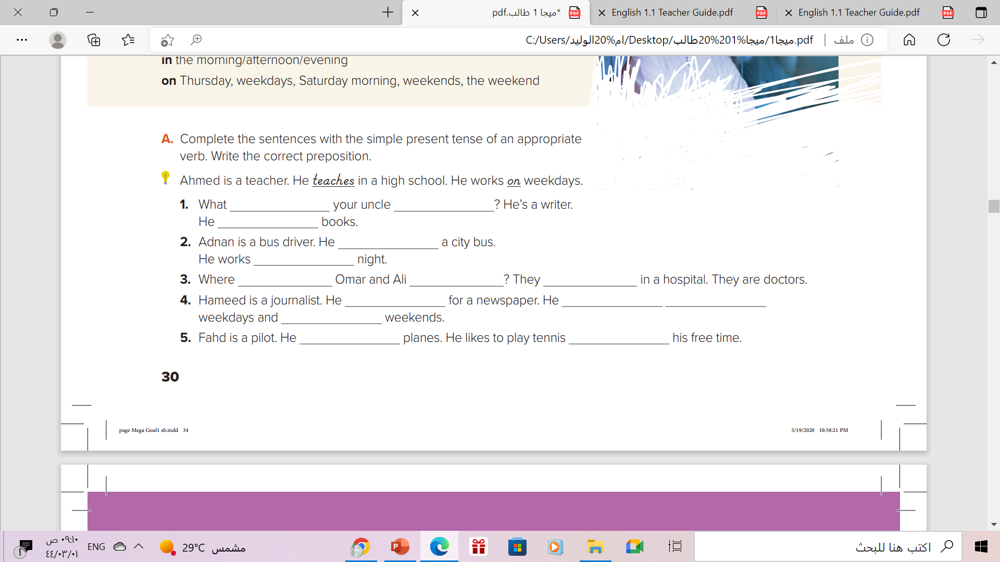 ميجا 1 طالب.pdf*
English 1.1 Teacher Guide.pdf
English 1.1 Teacher Guide.pdf
C:/Users/ام%20الوليد/Desktop/ميجا1/ميجا%201%20طالب.pdf
ملف
in the morning/afternoon/evening
on Thursday, weekdays, Saturday morning, weekends, the weekend
A. Complete the sentences with the simple present tense of an appropriate
verb. Write the correct preposition.
Ahmed is a teacher. He teaches in a high school. He works on weekdays.
1. What ______________ your uncle ______________? He's a writer.
He ______________ books.
2. Adnan is a bus driver. He ______________ a city bus.
He works ______________ night.
3. Where ______________ Omar and Ali ______________? They ______________ in a hospital. They are doctors.
4. Hameed is a journalist. He ______________ for a newspaper. He ______________ ______________
weekdays and ______________ weekends.
5. Fahd is a pilot. He ______________ planes. He likes to play tennis ______________ his free time.
30
page Mega Goal1 sb.indd 34
5/19/2020 10:58:21 PM
٠٩:١٠ ص
٤٤/٠٣/٠١
١
ENG
29°C مشمس
اكتب هنا للبحث